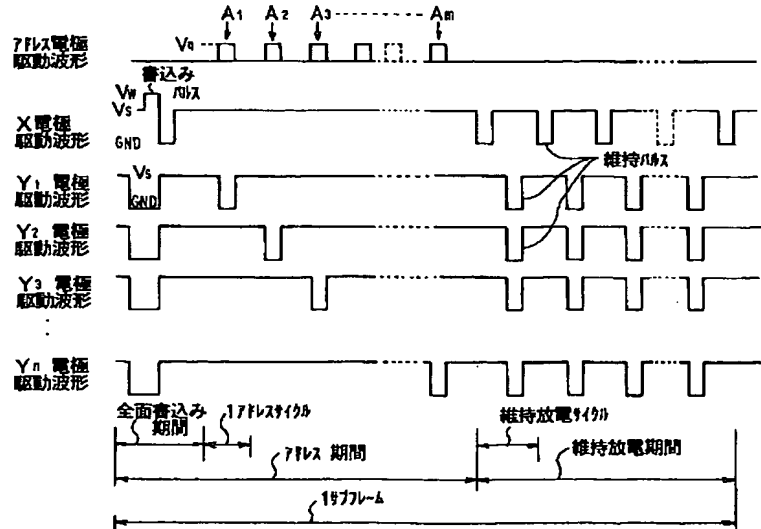 A1 A2 A3 Am
アドレス電極
駆動波形
Va
書込み
パルス
VW
VS
GND
X 電極
駆動波形
維持パルス
Y1 電極
駆動波形
VS
GND
Y2 電極
駆動波形
Y3 電極
駆動波形
Yn 電極
駆動波形
全面書込み
期間
1アドレスサイクル
維持放電サイクル
アドレス 期間
維持放電期間
1サブフレーム